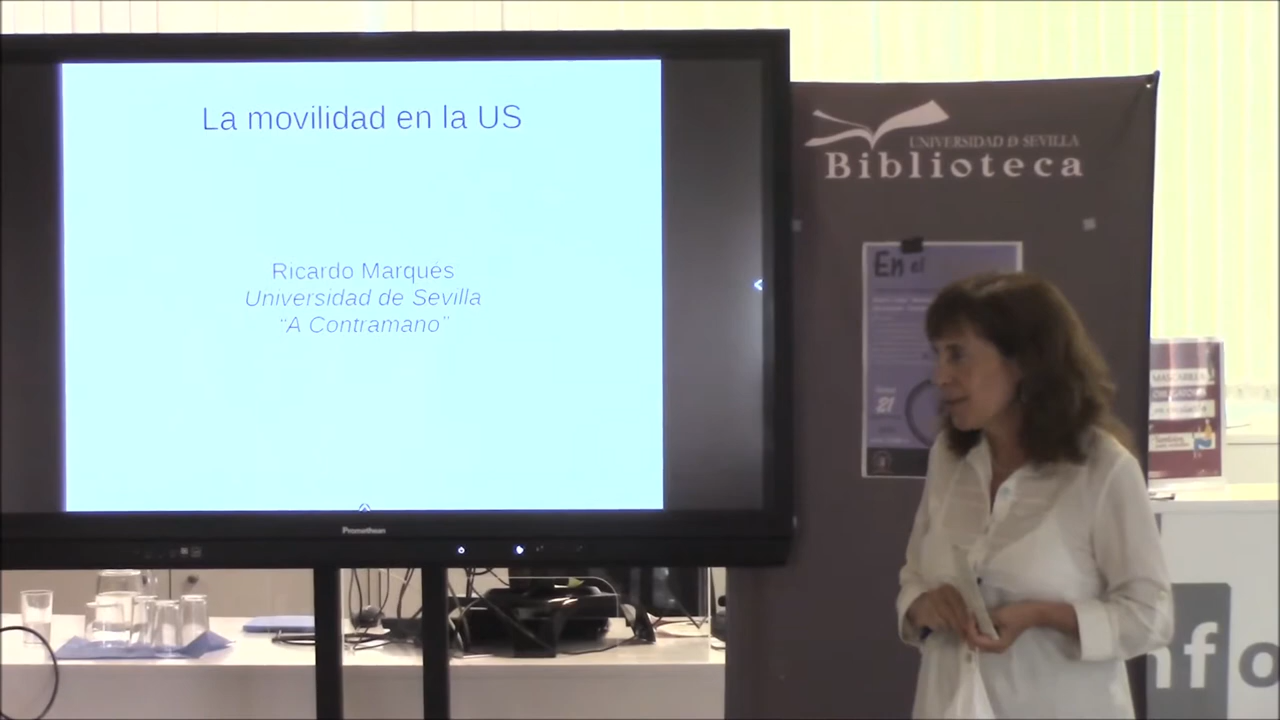 La movilidad en la US
Ricardo Marqués
Universidad de Sevilla
“A Contramano”
Promethean
UNIVERSIDAD D SEVILLA
Biblioteca
En el
21
nfo